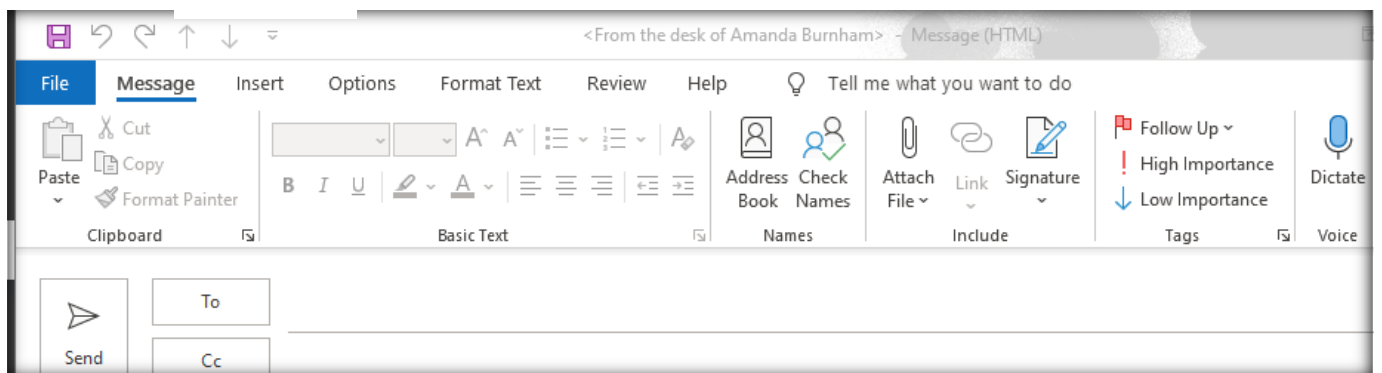 <From the desk of Amanda Burnham> - Message (HTML)
File Message Insert Options Format Text Review Help Tell me what you want to do
Paste
Cut
Copy
Format Painter
Clipboard
A A
B I U A
Basic Text
Address Book
Check Names
Names
Attach File
Link
Signature
Include
Follow Up
High Importance
Low Importance
Tags
Dictate
Voice
Send
To
Cc